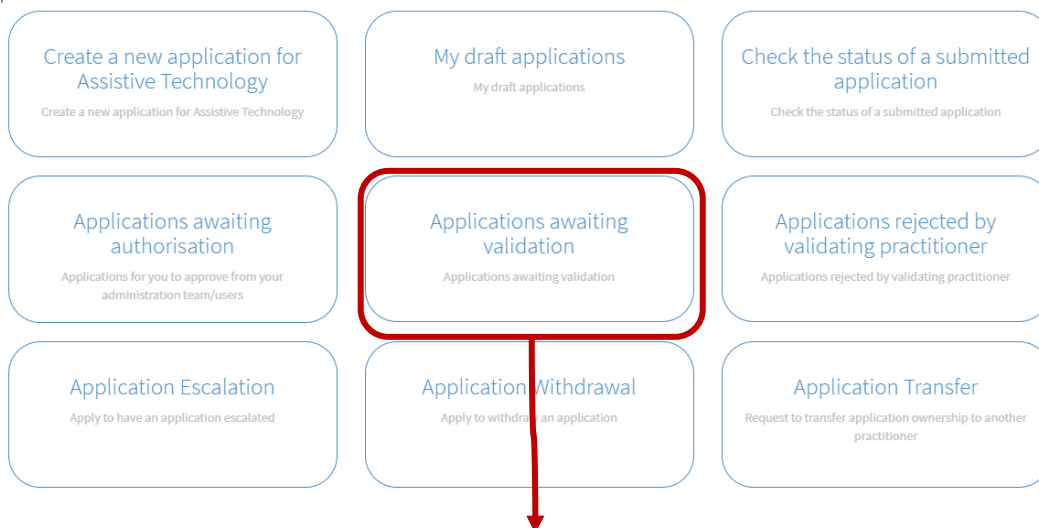 Create a new application for
Assistive Technology
Create a new application for Assistive Technology
My draft applications
My draft applications
Check the status of a submitted
application
Check the status of a submitted application
Applications awaiting
authorisation
Applications for you to approve from your
administration team/users
Applications awaiting
validation
Applications awaiting validation
Applications rejected by
validating practitioner
Applications rejected by validating practitioner
Application Escalation
Apply to have an application escalated
Application Withdrawal
Apply to withdraw an application
Application Transfer
Request to transfer application ownership to another
practitioner